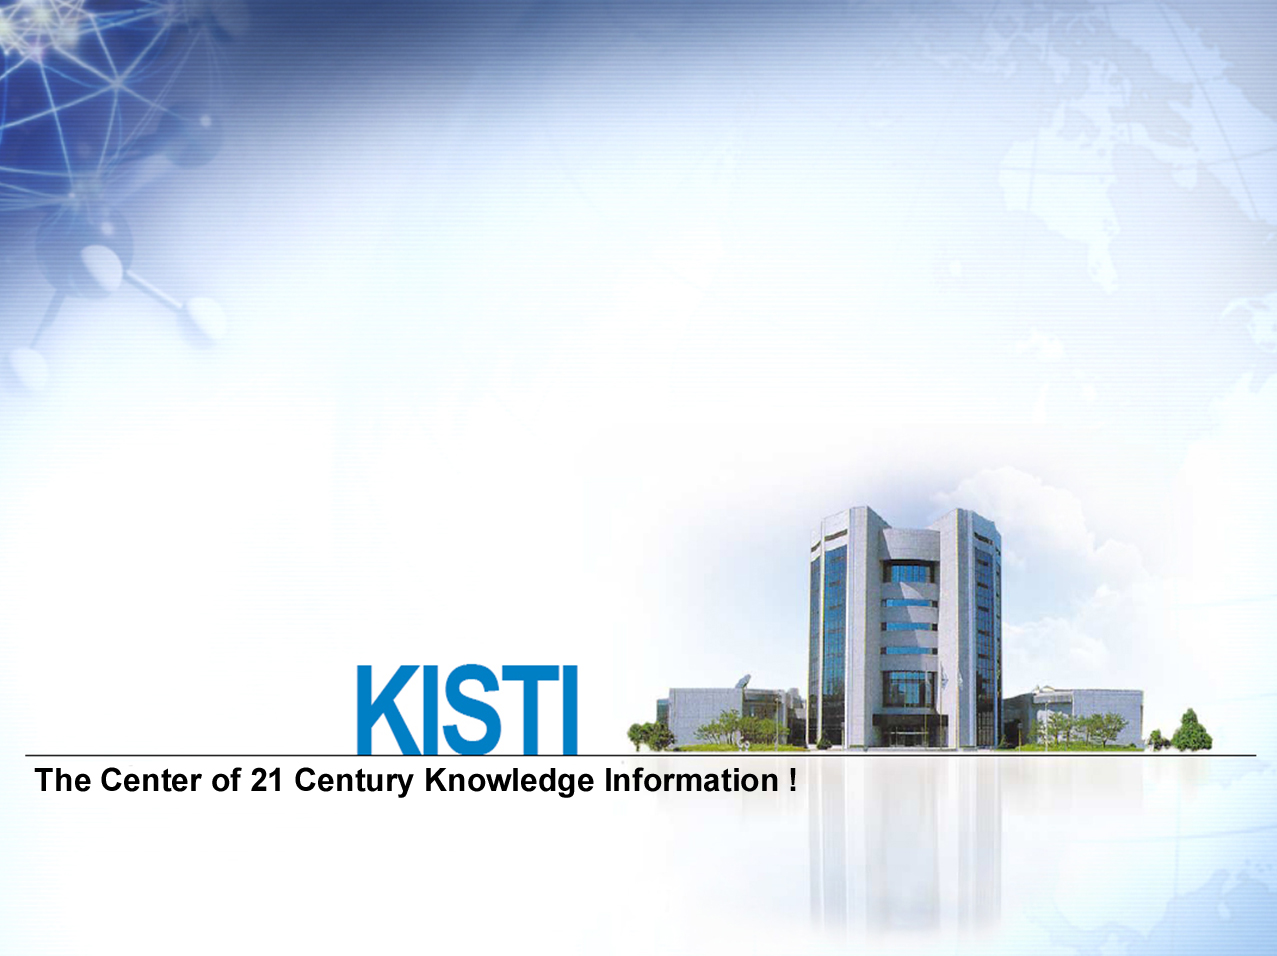 KISTI
The Center of 21 Century Knowledge Information !